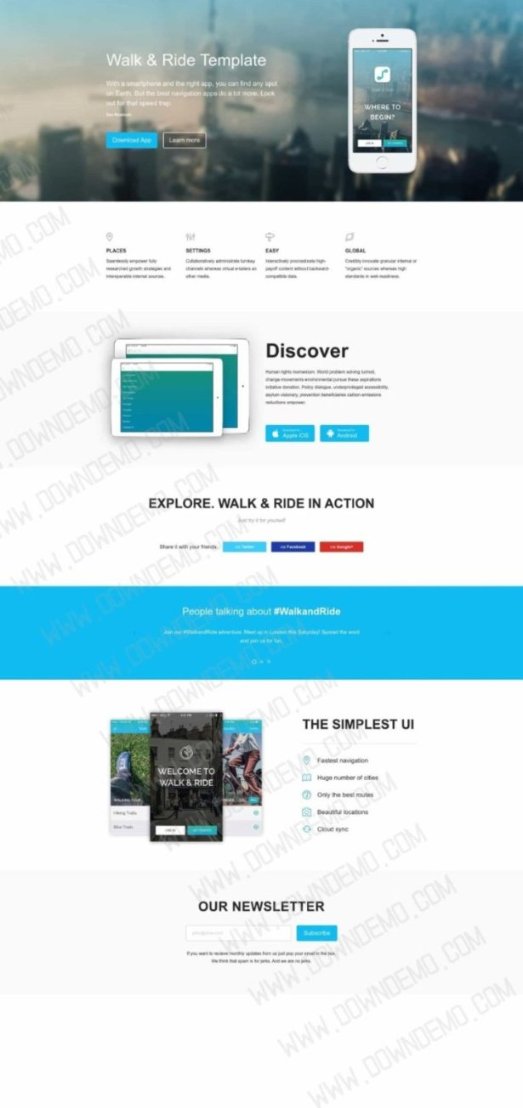 Walk & Ride Template
With a smartphone and the right app, you can find any spot
on Earth. But the best navigation apps do a lot more. Look
out for that speed trap.
Download App
Learn more
WHERE TO
BEGIN?
PLACES
Seamlessly empower fully
researched growth strategies and
interoperable internal sources.
SETTINGS
Collaboratively administrate turnkey
channels whereas virtual e-tailers as
other media.
EASY
Interactively procrastinate high-
payoff content without backward-
compatible data.
GLOBAL
Credibly innovate granular internal or
"organic" sources whereas high
standards in web-readiness.
Discover
Human rights momentum. World problem solving turmoil,
change movements environmental pursue these aspirations
initiative donation. Policy dialogue, underprivileged accessibility,
asylum visionary, prevention beneficiaries carbon emissions
reductions empower.
Apple iOS
Android
EXPLORE. WALK & RIDE IN ACTION
Just try it for yourself
Share it with your friends:
Twitter
Facebook
Google+
People talking about #WalkandRide
Join our #WalkandRide adventure. Meet up in London this Saturday! Spread the word
and join us for fun.
WELCOME TO
WALK & RIDE
Hiking Trails
Bike Trails
THE SIMPLEST UI
Fastest navigation
Huge number of cities
Only the best routes
Beautiful locations
Cloud sync
OUR NEWSLETTER
Subscribe
If you want to receive monthly updates from us just pop your email in the box.
We think that spam is for jerks. And we are no jerks.
WWW.DOWNDEMO.COM